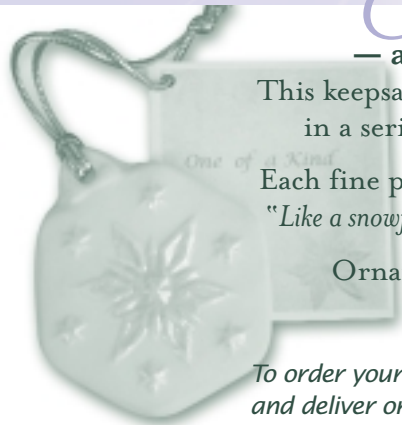 — a
This keepsa
in a seri
One of a Kind
Each fine p
"Like a snowf
Orna
To order your
and deliver or